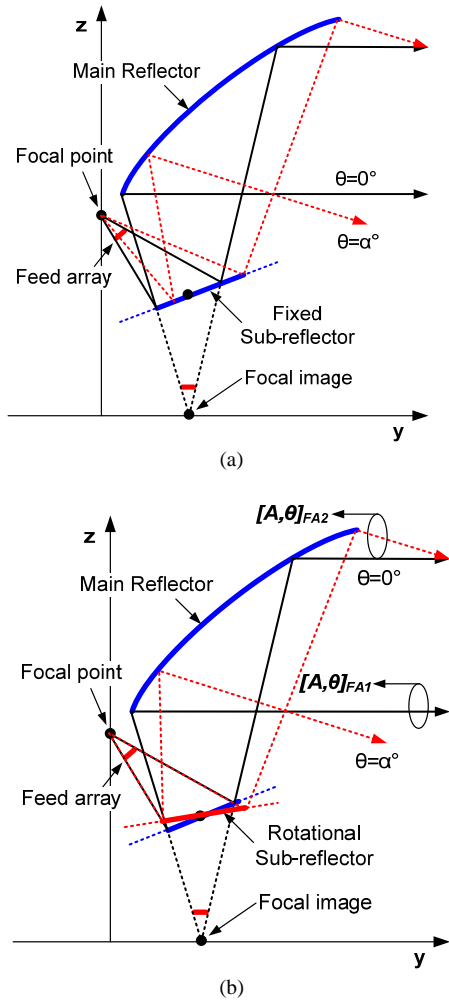 z
Main Reflector
Focal point
θ=0°
θ=α°
Feed array
Fixed
Sub-reflector
Focal image
y
(a)
[A,θ]FA2
z
θ=0°
Main Reflector
Focal point
[A,θ]FA1
θ=α°
Feed array
Rotational
Sub-reflector
Focal image
y
(b)